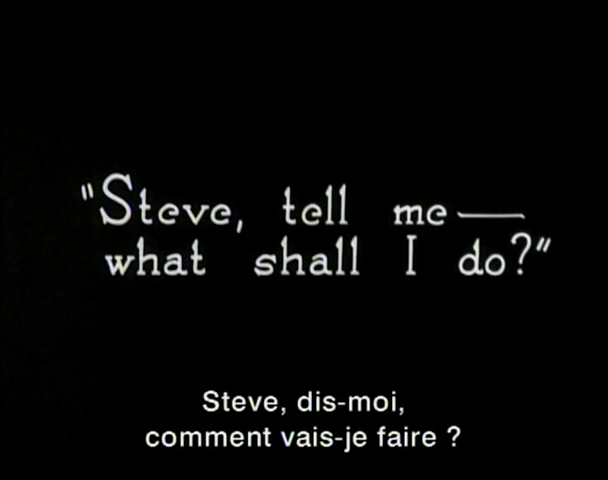 "Steve, tell me—
what shall I do?"
Steve, dis-moi,
comment vais-je faire ?